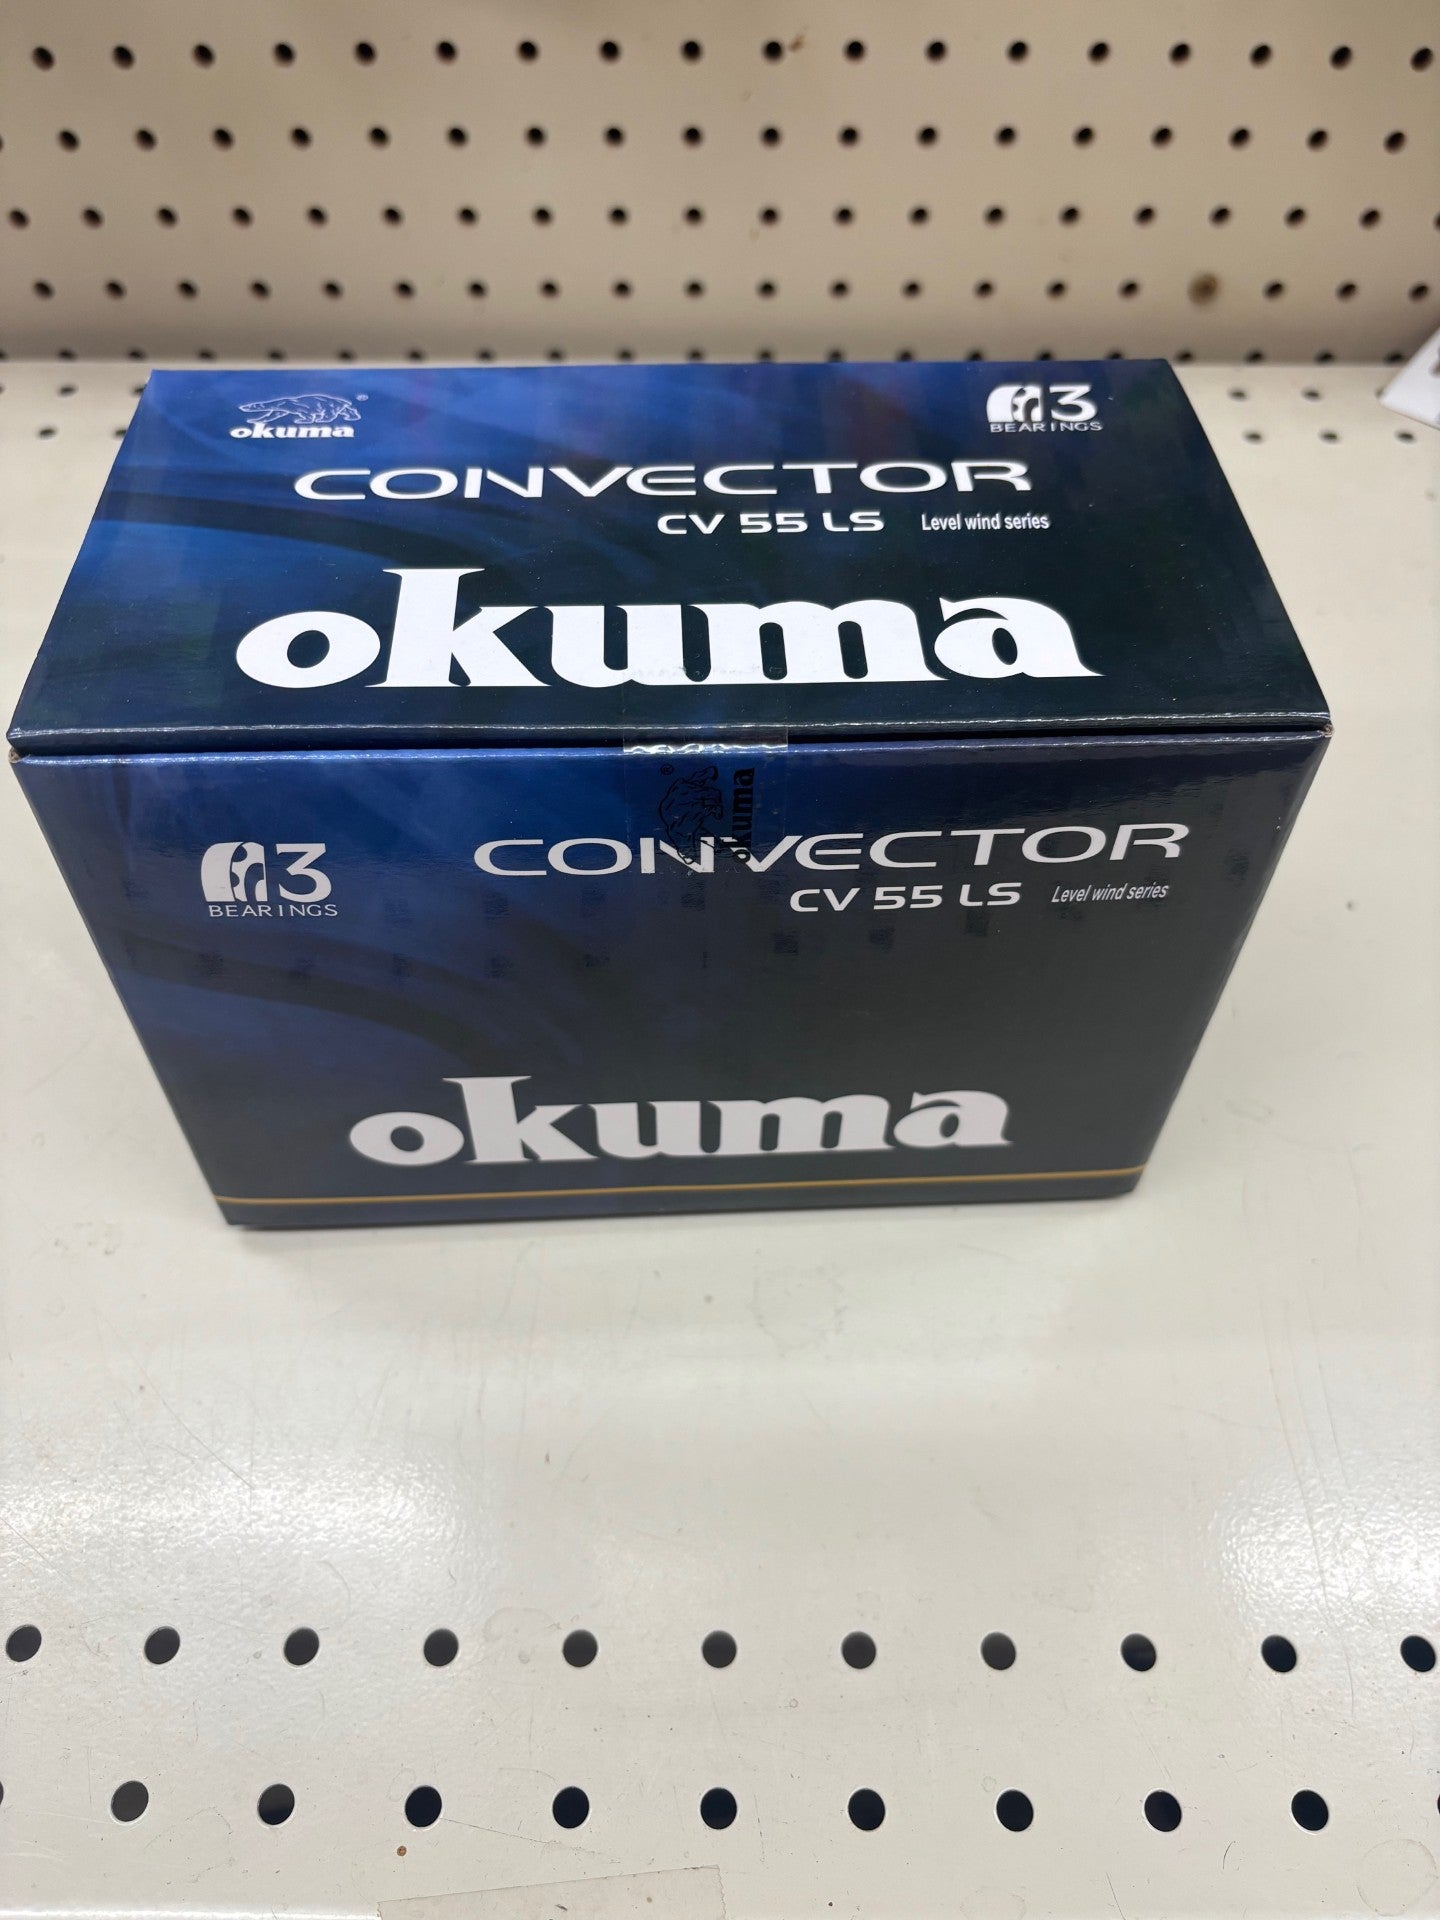 okuma
3
BEARINGS
CONVECTOR
CV 55 LS Level wind series
okuma
okuma
3
BEARINGS
CONVECTOR
CV 55 LS Level wind series
okuma